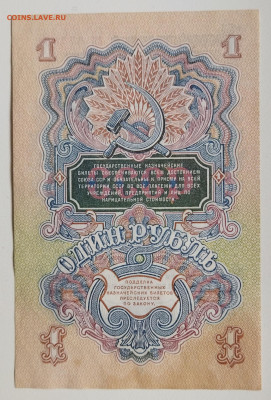 COINS.LAVE.RU
1 1
ГОСУДАРСТВЕННЫЕ КАЗНАЧЕЙСКИЕ
БИЛЕТЫ ОБЕСПЕЧИВАЮТСЯ ВСЕМ ДОСТОЯНИЕМ
СОЮЗА ССР И ОБЯЗАТЕЛЬНЫ К ПРИЕМУ НА ВСЕЙ
ТЕРРИТОРИИ СССР ВО ВСЕ ПЛАТЕЖИ ДЛЯ ВСЕХ
УЧРЕЖДЕНИЙ, ПРЕДПРИЯТИЙ И ЛИЦ ПО
НАРИЦАТЕЛЬНОЙ СТОИМОСТИ
ОДИН РУБЛЬ
ПОДДЕЛКА
ГОСУДАРСТВЕННЫХ
КАЗНАЧЕЙСКИХ БИЛЕТОВ
ПРЕСЛЕДУЕТСЯ
ПО ЗАКОНУ.
1 1